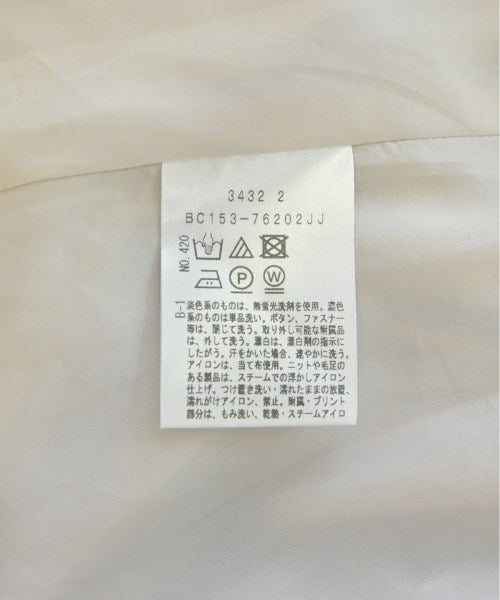 3432 2
BC153-76202JJ
NO.420
P
W
B-1
淡色系のものは、無蛍光洗剤を使用。濃色
系のものは単品洗い。ボタン、ファスナー
等は、閉じて洗う。取り外し可能な附属品
は、外して洗う。漂白は、漂白剤の指示に
したがう。汗をかいた場合、速やかに洗う。
アイロンは、当て布使用。ニットや毛足の
ある製品は、スチームでの浮かしアイロン
仕上げ。つけ置き洗い・濡れたままの放置、
濡れがけアイロン、禁止。附属・プリント
部分は、もみ洗い、乾熱・スチームアイロ